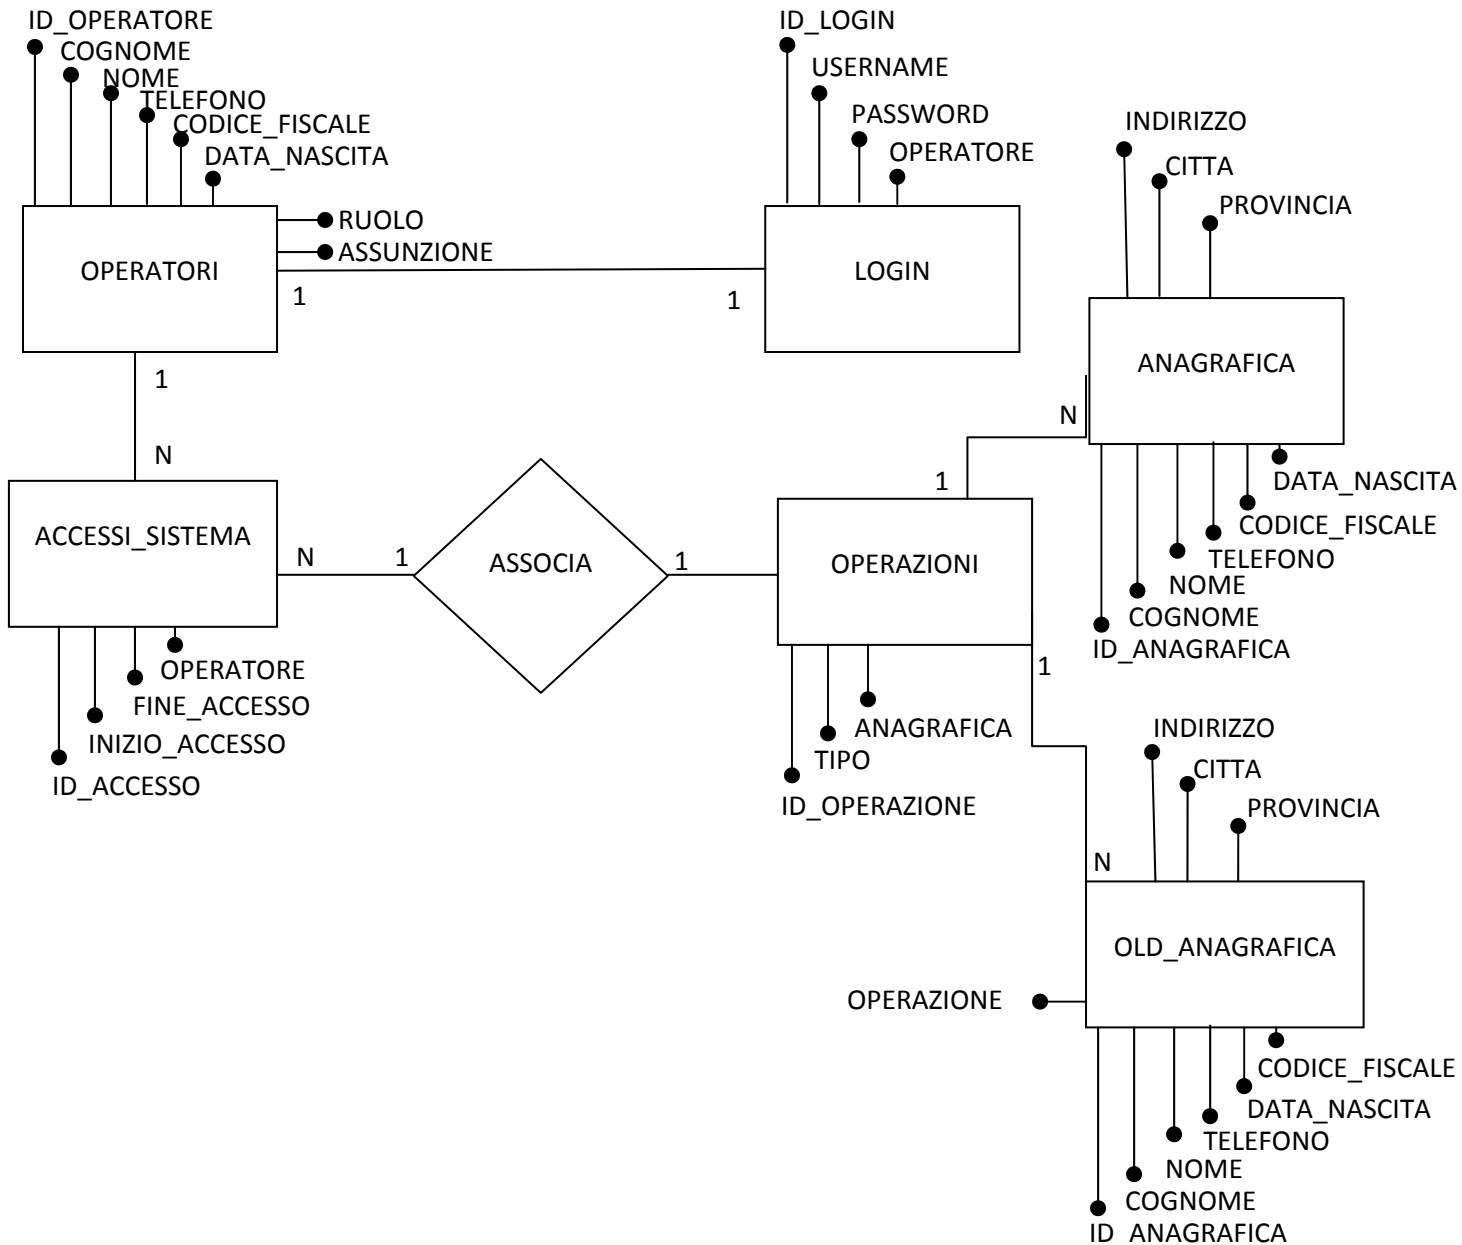 ID_OPERATORE
COGNOME
NOME
TELEFONO
CODICE_FISCALE
DATA_NASCITA
RUOLO
ASSUNZIONE
OPERATORI
1
1
ID_LOGIN
USERNAME
PASSWORD
OPERATORE
LOGIN
INDIRIZZO
CITTA
PROVINCIA
ANAGRAFICA
N
1
DATA_NASCITA
CODICE_FISCALE
TELEFONO
NOME
COGNOME
ID_ANAGRAFICA
1
N
ACCESSI_SISTEMA
N
1
ASSOCIA
1
OPERAZIONI
1
OPERATORE
FINE_ACCESSO
INIZIO_ACCESSO
ID_ACCESSO
ANAGRAFICA
TIPO
ID_OPERAZIONE
INDIRIZZO
CITTA
PROVINCIA
N
OLD_ANAGRAFICA
OPERAZIONE
CODICE_FISCALE
DATA_NASCITA
TELEFONO
NOME
COGNOME
ID_ANAGRAFICA